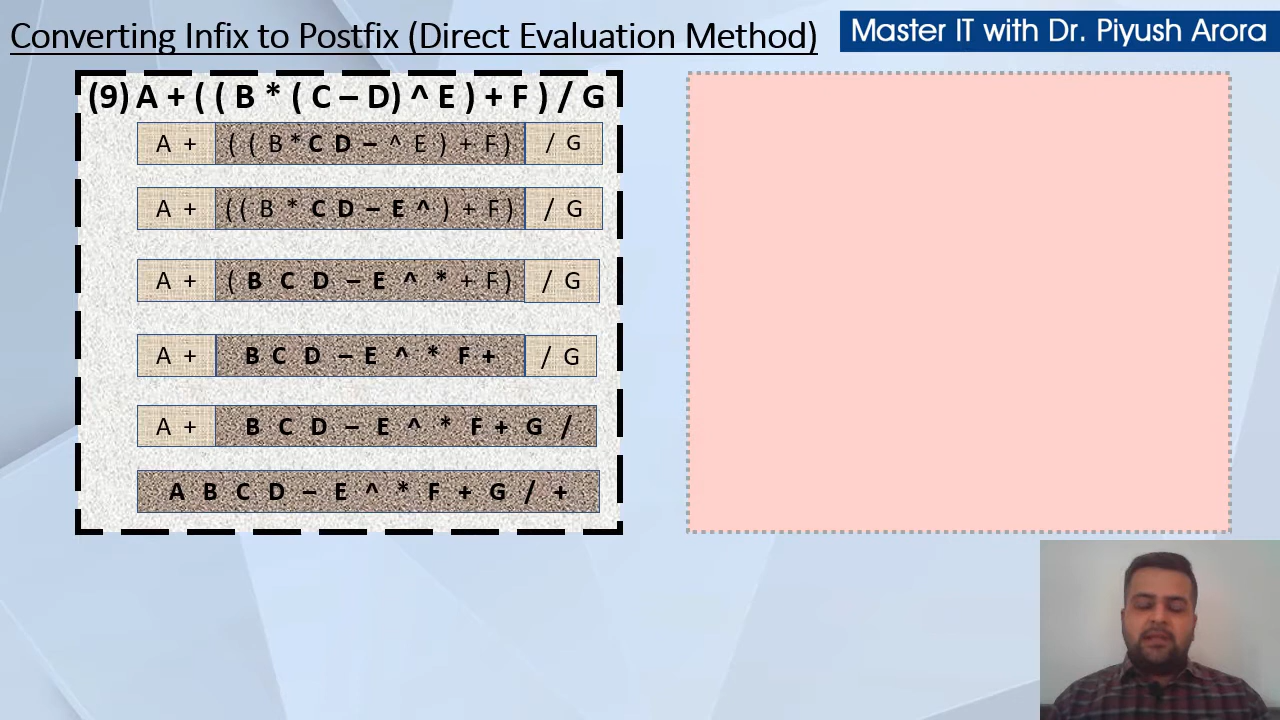 Converting Infix to Postfix (Direct Evaluation Method)
Master IT with Dr. Piyush Arora
(9) A + ( ( B * ( C – D) ^ E ) + F ) / G
A + ( ( B * C D – ^ E ) + F ) / G
A + ( ( B * C D – E ^ ) + F ) / G
A + ( B C D – E ^ * + F ) / G
A + B C D – E ^ * F + / G
A + B C D – E ^ * F + G /
A B C D – E ^ * F + G / +